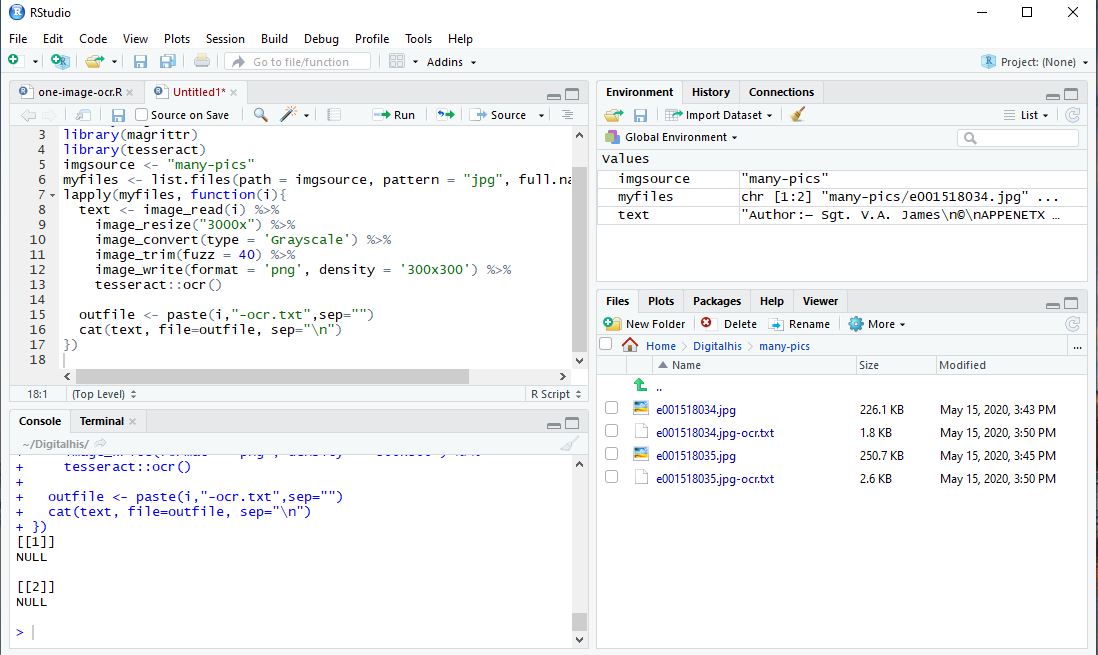 RStudio
File Edit Code View Plots Session Build Debug Profile Tools Help
Go to file/function Addins Project: (None)
one-image-ocr.R Untitled1*
Source on Save Run Source
3 library(magrittr)
4 library(tesseract)
5 imgsource <- "many-pics"
6 myfiles <- list.files(path = imgsource, pattern = "jpg", full.na
7 lapply(myfiles, function(i){
8   text <- image_read(i) %>%
9     image_resize("3000x") %>%
10     image_convert(type = 'Grayscale') %>%
11     image_trim(fuzz = 40) %>%
12     image_write(format = 'png', density = '300x300') %>%
13     tesseract::ocr()
14
15   outfile <- paste(i,"-ocr.txt",sep="")
16   cat(text, file=outfile, sep="\n")
17 })
18
18:1 (Top Level) R Script
Console Terminal
~/Digitalhis/
+     tesseract::ocr()
+
+   outfile <- paste(i,"-ocr.txt",sep="")
+   cat(text, file=outfile, sep="\n")
+ })
[[1]]
NULL
[[2]]
NULL
>
Environment History Connections
Import Dataset List
Global Environment
Values
imgsource "many-pics"
myfiles chr [1:2] "many-pics/e001518034.jpg" ...
text "Author:— Sgt. V.A. James\n©\nAPPENETX …
Files Plots Packages Help Viewer
New Folder Delete Rename More
Home Digitalhis many-pics ...
Name Size Modified
..
e001518034.jpg 226.1 KB May 15, 2020, 3:43 PM
e001518034.jpg-ocr.txt 1.8 KB May 15, 2020, 3:50 PM
e001518035.jpg 250.7 KB May 15, 2020, 3:45 PM
e001518035.jpg-ocr.txt 2.6 KB May 15, 2020, 3:50 PM